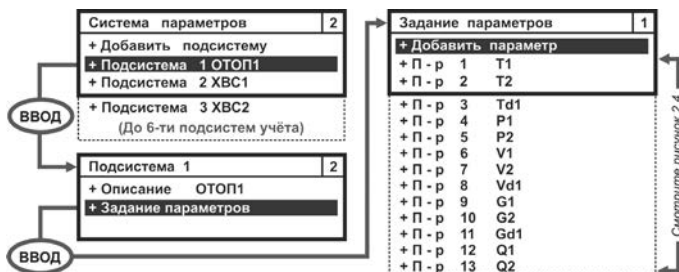 Система параметров 2
+ Добавить подсистему
+ Подсистема 1 ОТОП1
+ Подсистема 2 ХВС1
+ Подсистема 3 ХВС2
(До 6-ти подсистем учёта)
ВВОД
Подсистема 1 2
+ Описание ОТОП1
+ Задание параметров
ВВОД
Задание параметров 1
+ Добавить параметр
+ П - р 1 T1
+ П - р 2 T2
+ П - р 3 Td1
+ П - р 4 P1
+ П - р 5 P2
+ П - р 6 V1
+ П - р 7 V2
+ П - р 8 Vd1
+ П - р 9 G1
+ П - р 10 G2
+ П - р 11 Gd1
+ П - р 12 Q1
+ П - р 13 Q2
Смотрите рисунок 2.4